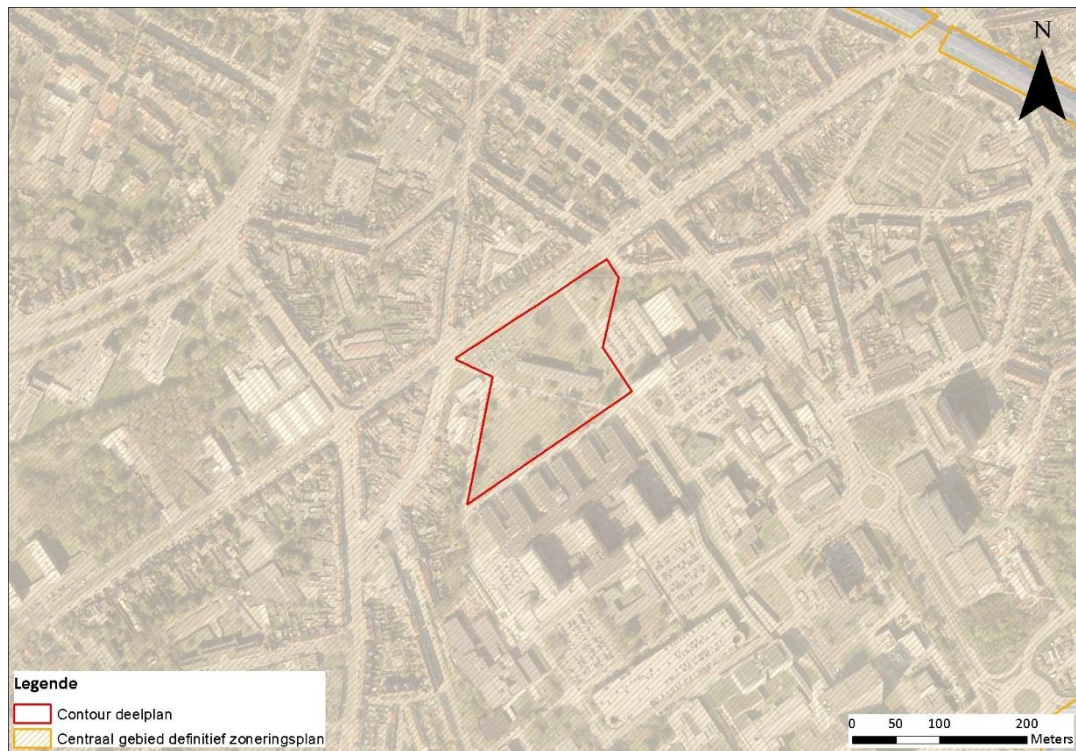 N
Legende
Contour deelplan
Centraal gebied definitief zoneringsplan
0 50 100 200
Meters